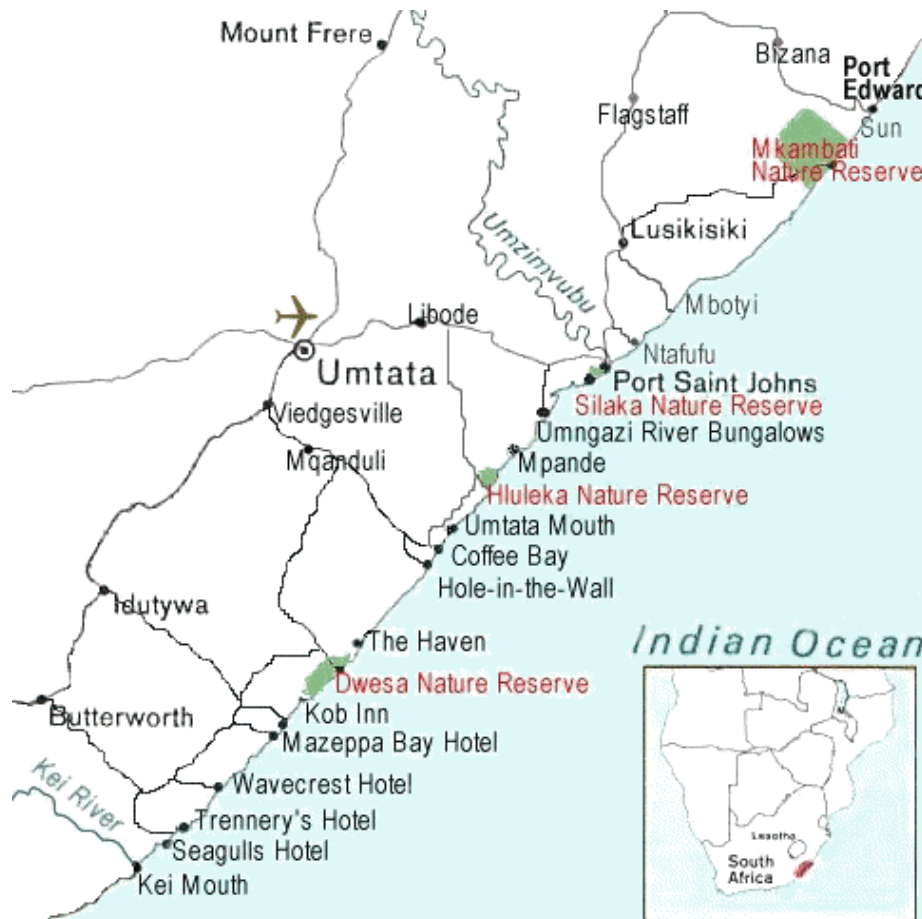 Mount Frere
Bizana
Port
Edward
Flagstaff
Sun
Mkambati
Nature Reserve
Lusikisiki
Umzimvubu
Mbotyi
Libode
Ntafufu
Umtata
Port Saint Johns
Silaka Nature Reserve
Viedgesville
Umngazi River Bungalows
Mqanduli
Mpande
Hluleka Nature Reserve
Umtata Mouth
Coffee Bay
Hole-in-the-Wall
Idutywa
The Haven
Indian Ocean
Dwesa Nature Reserve
Butterworth
Kob Inn
Mazeppa Bay Hotel
Kei River
Wavecrest Hotel
Trennery's Hotel
Seagulls Hotel
Kei Mouth
Lesotho
South
Africa